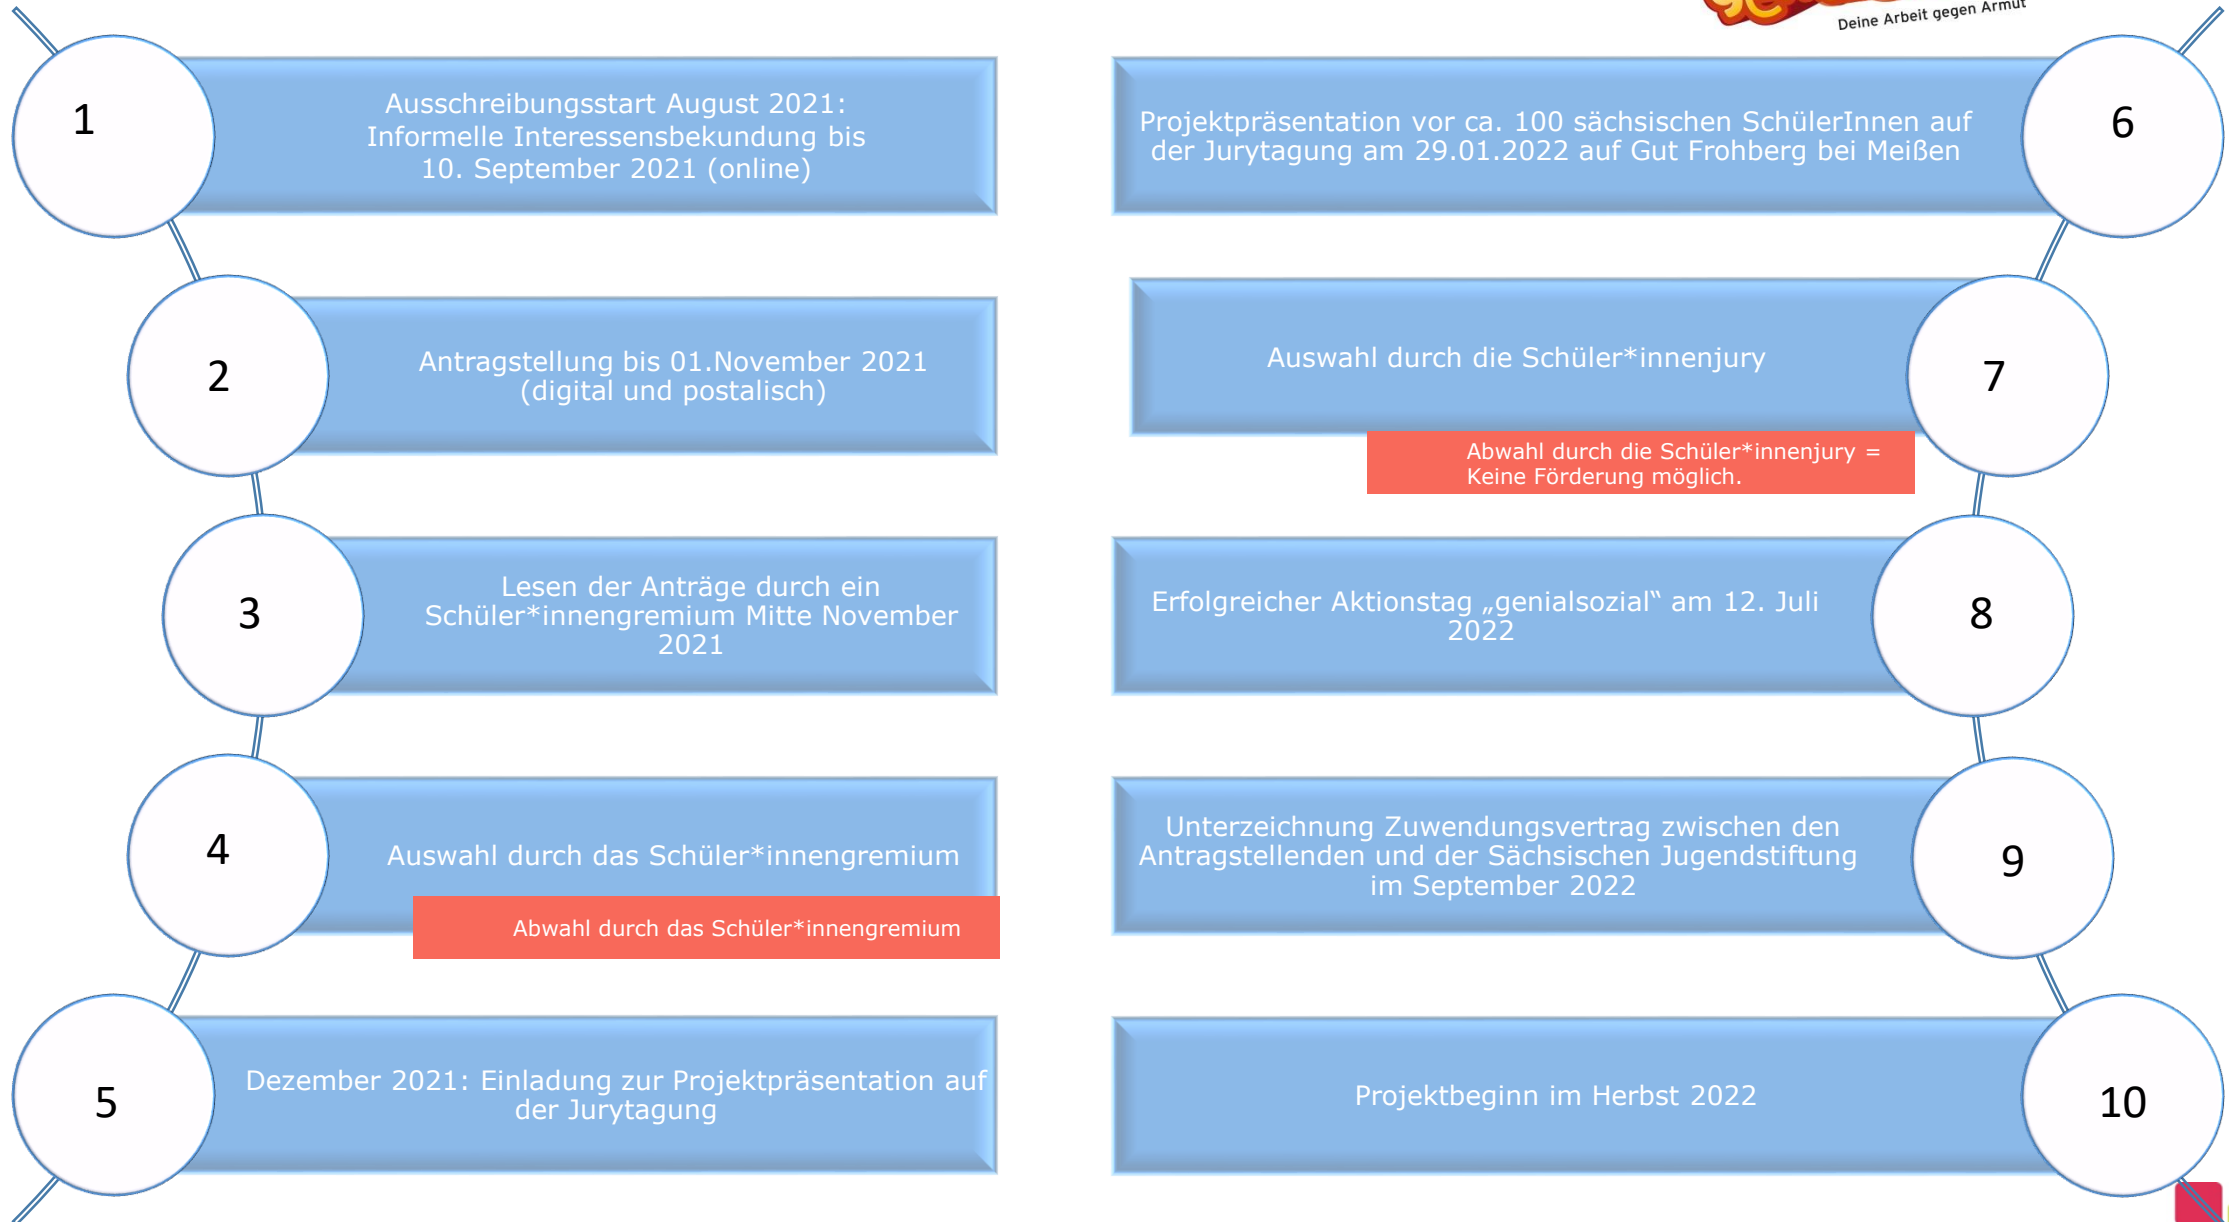 Deine Arbeit gegen Armut
1
Ausschreibungsstart August 2021:
Informelle Interessensbekundung bis
10. September 2021 (online)
2
Antragstellung bis 01.November 2021
(digital und postalisch)
3
Lesen der Anträge durch ein
Schüler*innengremium Mitte November
2021
4
Auswahl durch das Schüler*innengremium
Abwahl durch das Schüler*innengremium
5
Dezember 2021: Einladung zur Projektpräsentation auf
der Jurytagung
6
Projektpräsentation vor ca. 100 sächsischen SchülerInnen auf
der Jurytagung am 29.01.2022 auf Gut Frohberg bei Meißen
7
Auswahl durch die Schüler*innenjury
Abwahl durch die Schüler*innenjury =
Keine Förderung möglich.
8
Erfolgreicher Aktionstag „genialsozial“ am 12. Juli
2022
9
Unterzeichnung Zuwendungsvertrag zwischen den
Antragstellenden und der Sächsischen Jugendstiftung
im September 2022
10
Projektbeginn im Herbst 2022